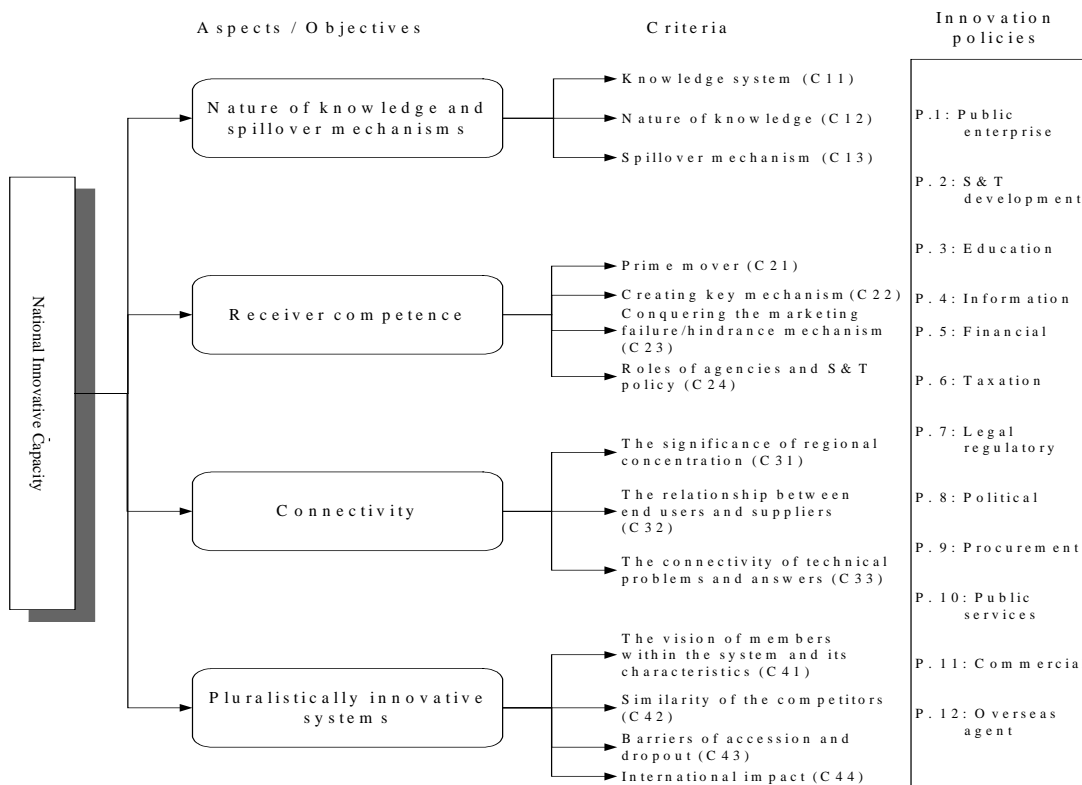 Aspects / Objectives
Criteria
Innovation
policies
National Innovative Capacity
Nature of knowledge and
spillover mechanisms
Knowledge system (C11)
Nature of knowledge (C12)
Spillover mechanism (C13)
Receiver competence
Prime mover (C21)
Creating key mechanism (C22)
Conquering the marketing
failure/hindrance mechanism
(C23)
Roles of agencies and S&T
policy (C24)
Connectivity
The significance of regional
concentration (C31)
The relationship between
end users and suppliers
(C32)
The connectivity of technical
problems and answers (C33)
Pluralistically innovative
systems
The vision of members
within the system and its
characteristics (C41)
Similarity of the competitors
(C42)
Barriers of accession and
dropout (C43)
International impact (C44)
P.1: Public
enterprise
P.2: S&T
development
P.3: Education
P.4: Information
P.5: Financial
P.6: Taxation
P.7: Legal
regulatory
P.8: Political
P.9: Procurement
P.10: Public
services
P.11: Commercia
P.12: Overseas
agent